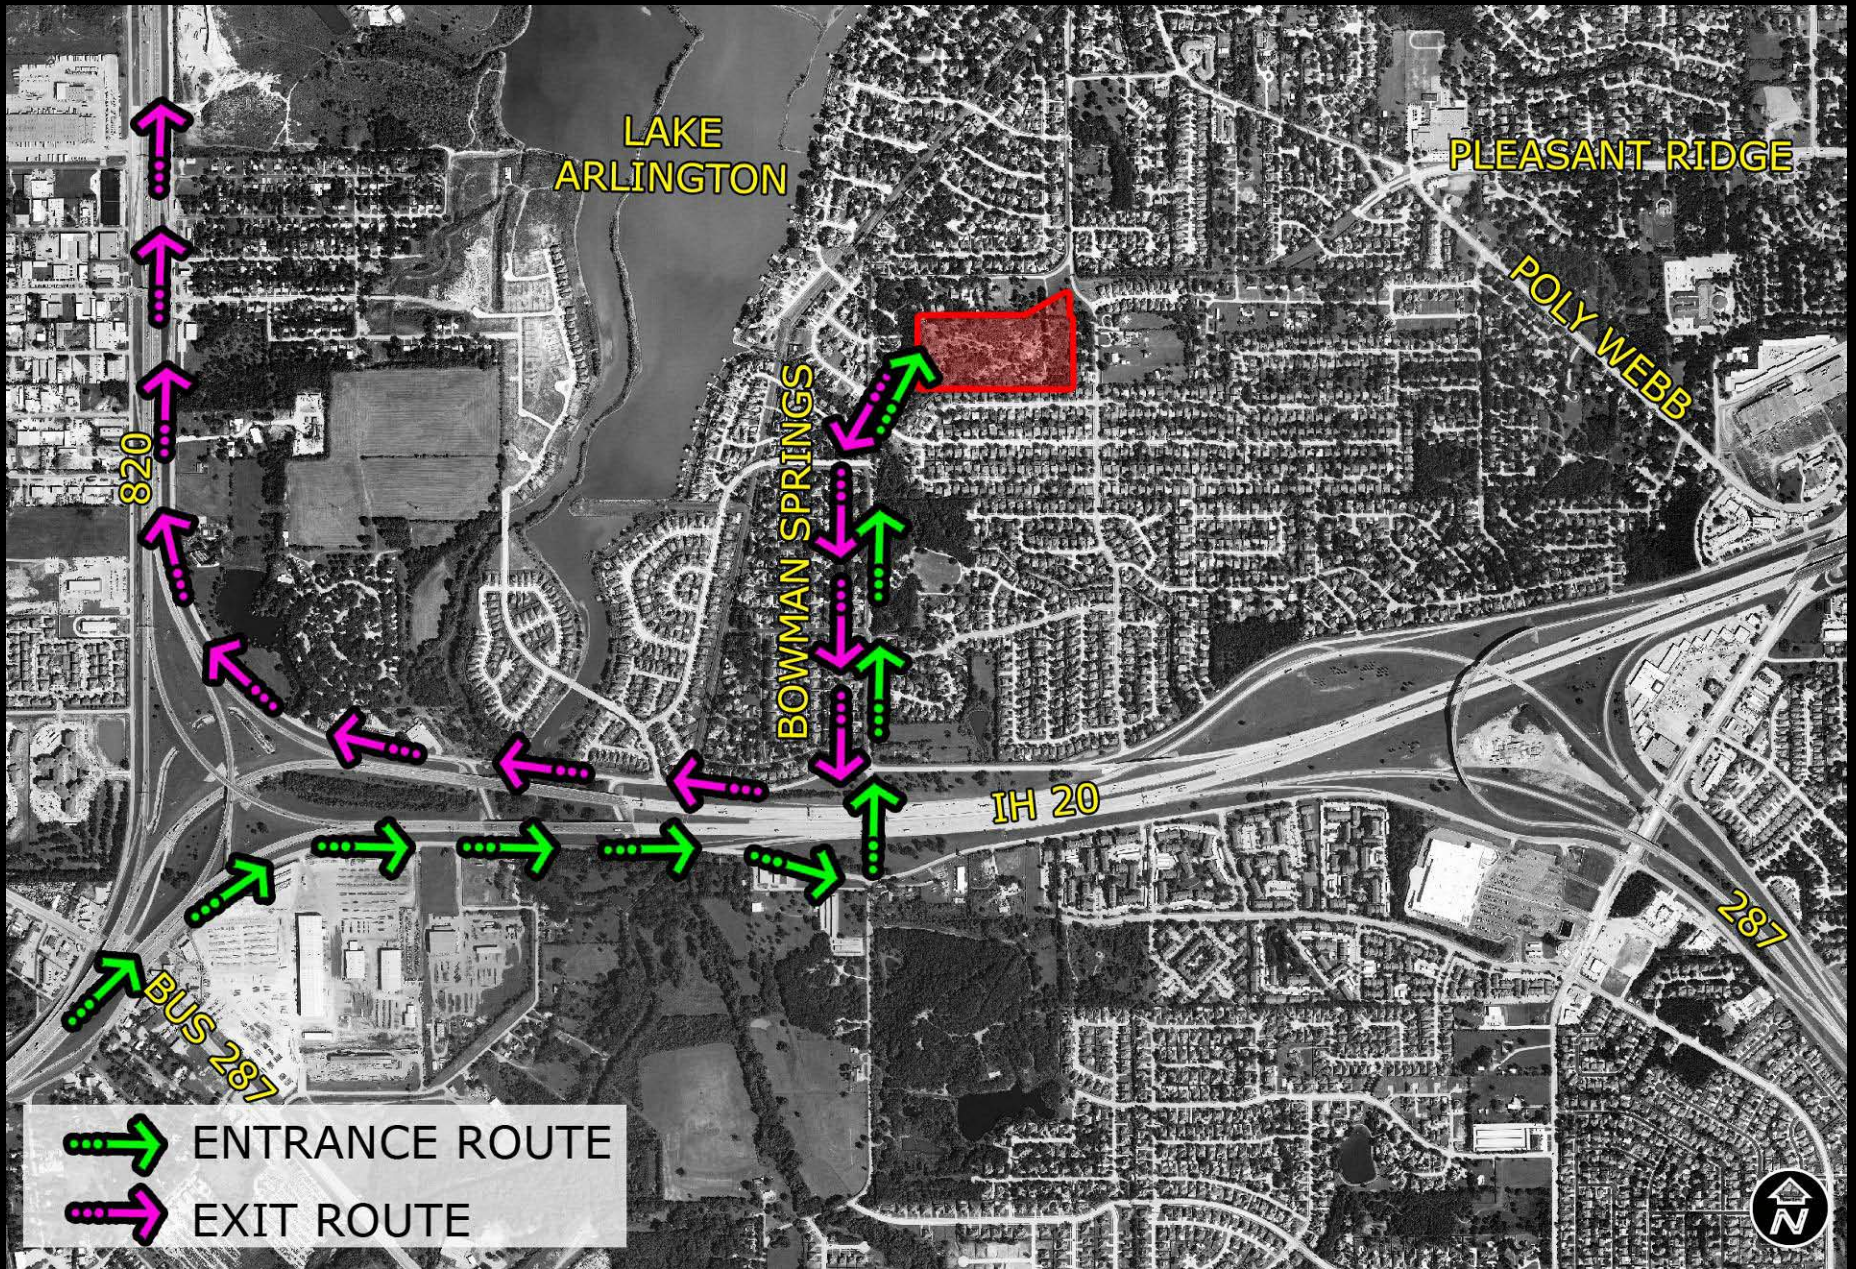 LAKE
ARLINGTON
PLEASANT RIDGE
POLY WEBB
820
BOWMAN SPRINGS
IH 20
287
BUS 287
ENTRANCE ROUTE
EXIT ROUTE
N